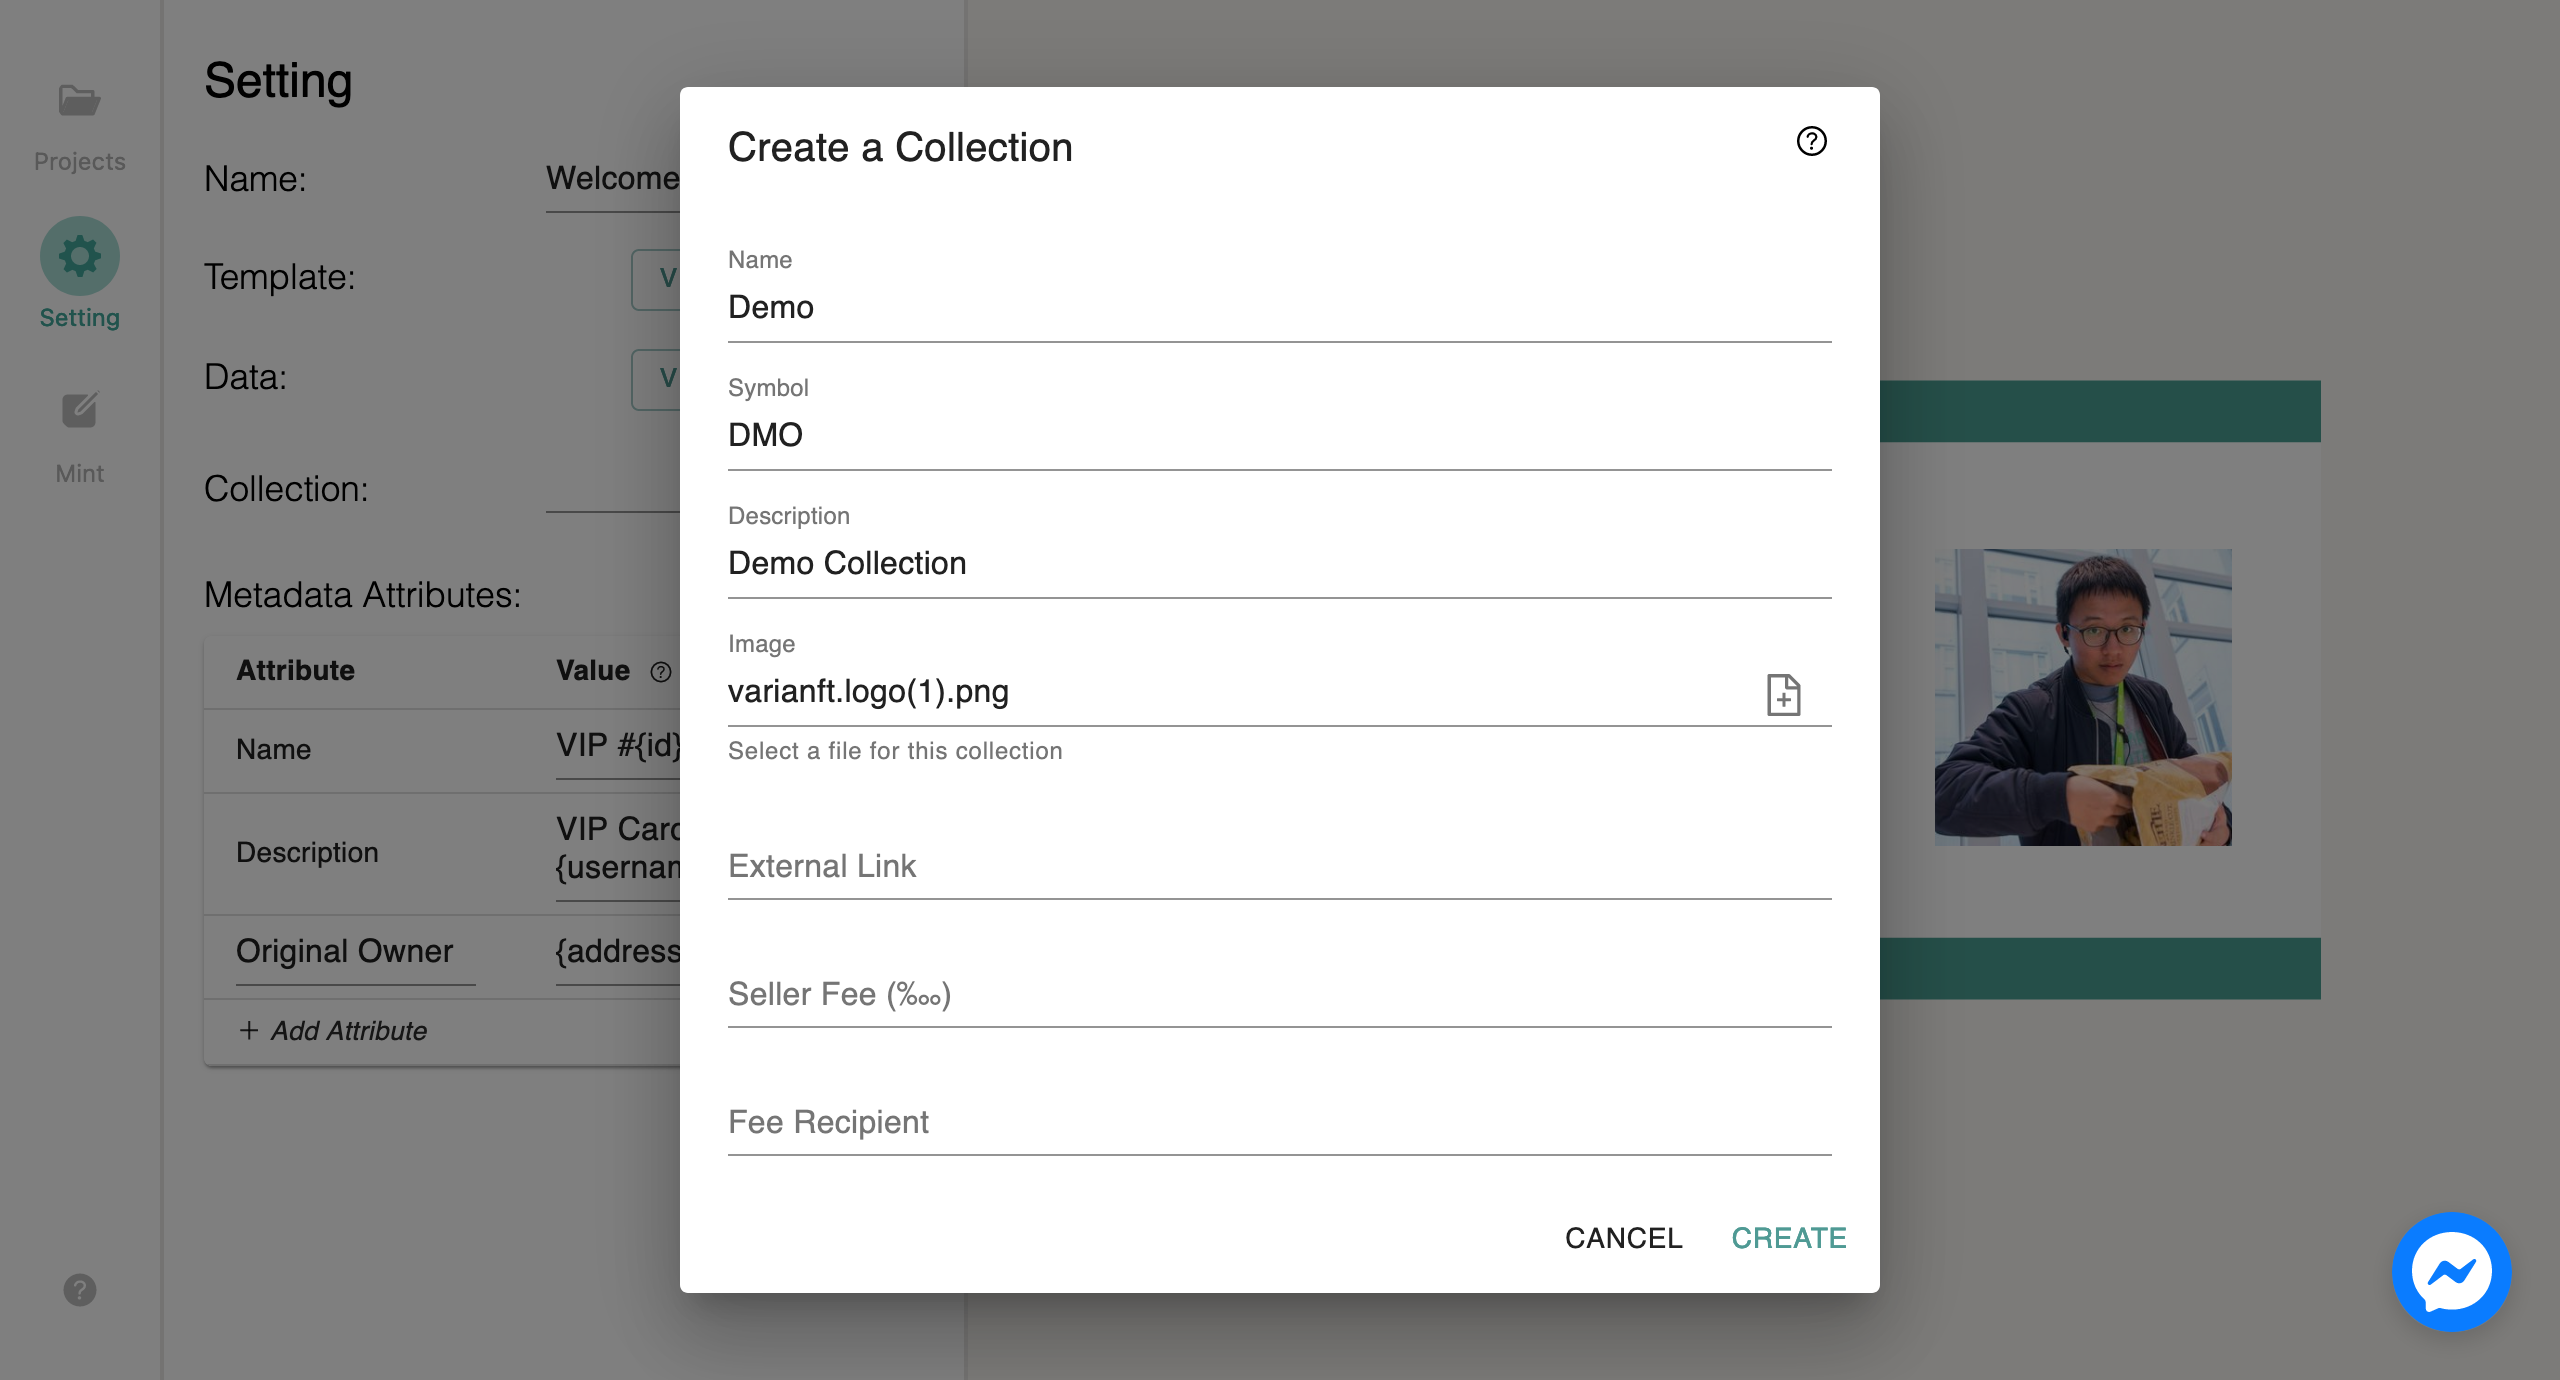 Projects
Setting
Mint
Setting
Name:
Welcome
Template:
V
Data:
V
Collection:
Metadata Attributes:
Attribute Value
Name VIP #{id}
Description VIP Card
{usernam
Original Owner {address
+ Add Attribute
Create a Collection
Name
Demo
Symbol
DMO
Description
Demo Collection
Image
varianft.logo(1).png
Select a file for this collection
External Link
Seller Fee (‱)
Fee Recipient
CANCEL CREATE